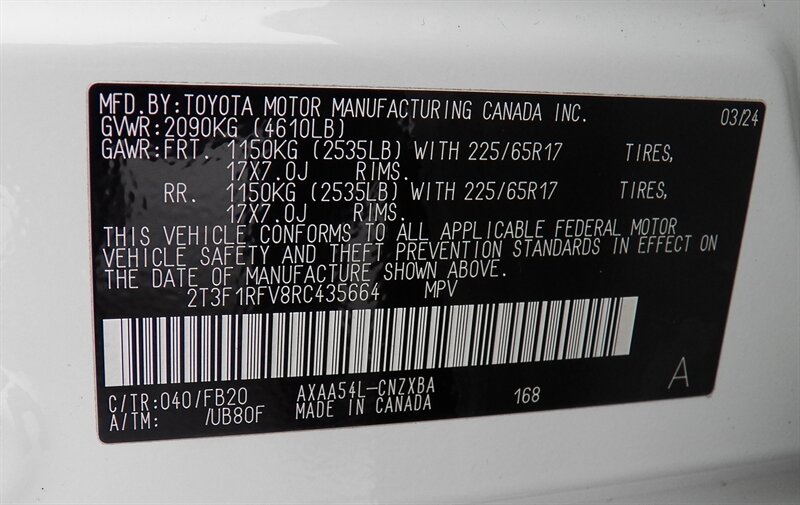 MFD.BY:TOYOTA MOTOR MANUFACTURING CANADA INC. 03/24
GVWR:2090KG (4610LB)
GAWR:FRT. 1150KG (2535LB) WITH 225/65R17 TIRES,
17X7.0J RIMS.
RR. 1150KG (2535LB) WITH 225/65R17 TIRES,
17X7.0J RIMS.
THIS VEHICLE CONFORMS TO ALL APPLICABLE FEDERAL MOTOR
VEHICLE SAFETY AND THEFT PREVENTION STANDARDS IN EFFECT ON
THE DATE OF MANUFACTURE SHOWN ABOVE.
2T3F1RFV8RC435664 MPV
C/TR:040/FB20 AXAA54L-CNZXBA 168 A
A/TM: /UB80F MADE IN CANADA